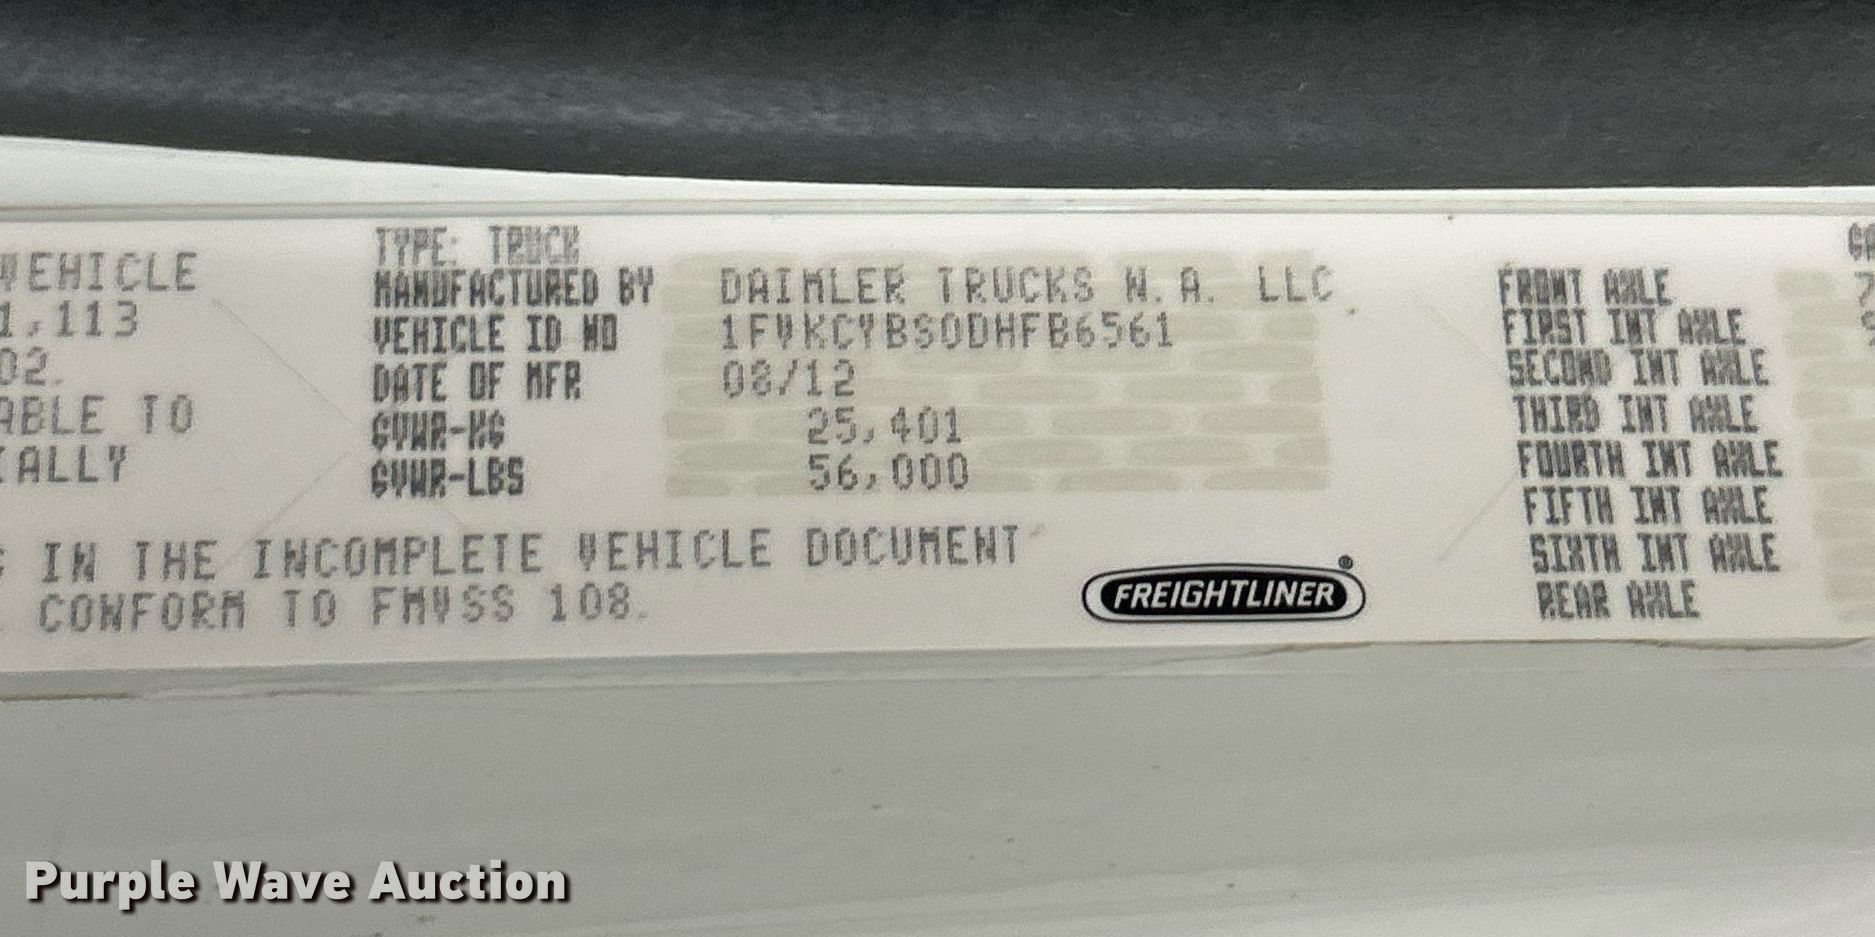 VEHICLE
1,113
02.
ABLE TO
IALLY
TYPE: TRUCK
MANUFACTURED BY DAIMLER TRUCKS N.A. LLC
VEHICLE ID NO 1FVKCYBS0DHFB6561
DATE OF MFR 08/12
GVWR-KG 25,401
GVWR-LBS 56,000
IN THE INCOMPLETE VEHICLE DOCUMENT
CONFORM TO FMVSS 108.
FREIGHTLINER®
FRONT AXLE
FIRST INT AXLE
SECOND INT AXLE
THIRD INT AXLE
FOURTH INT AXLE
FIFTH INT AXLE
SIXTH INT AXLE
REAR AXLE
Purple Wave Auction